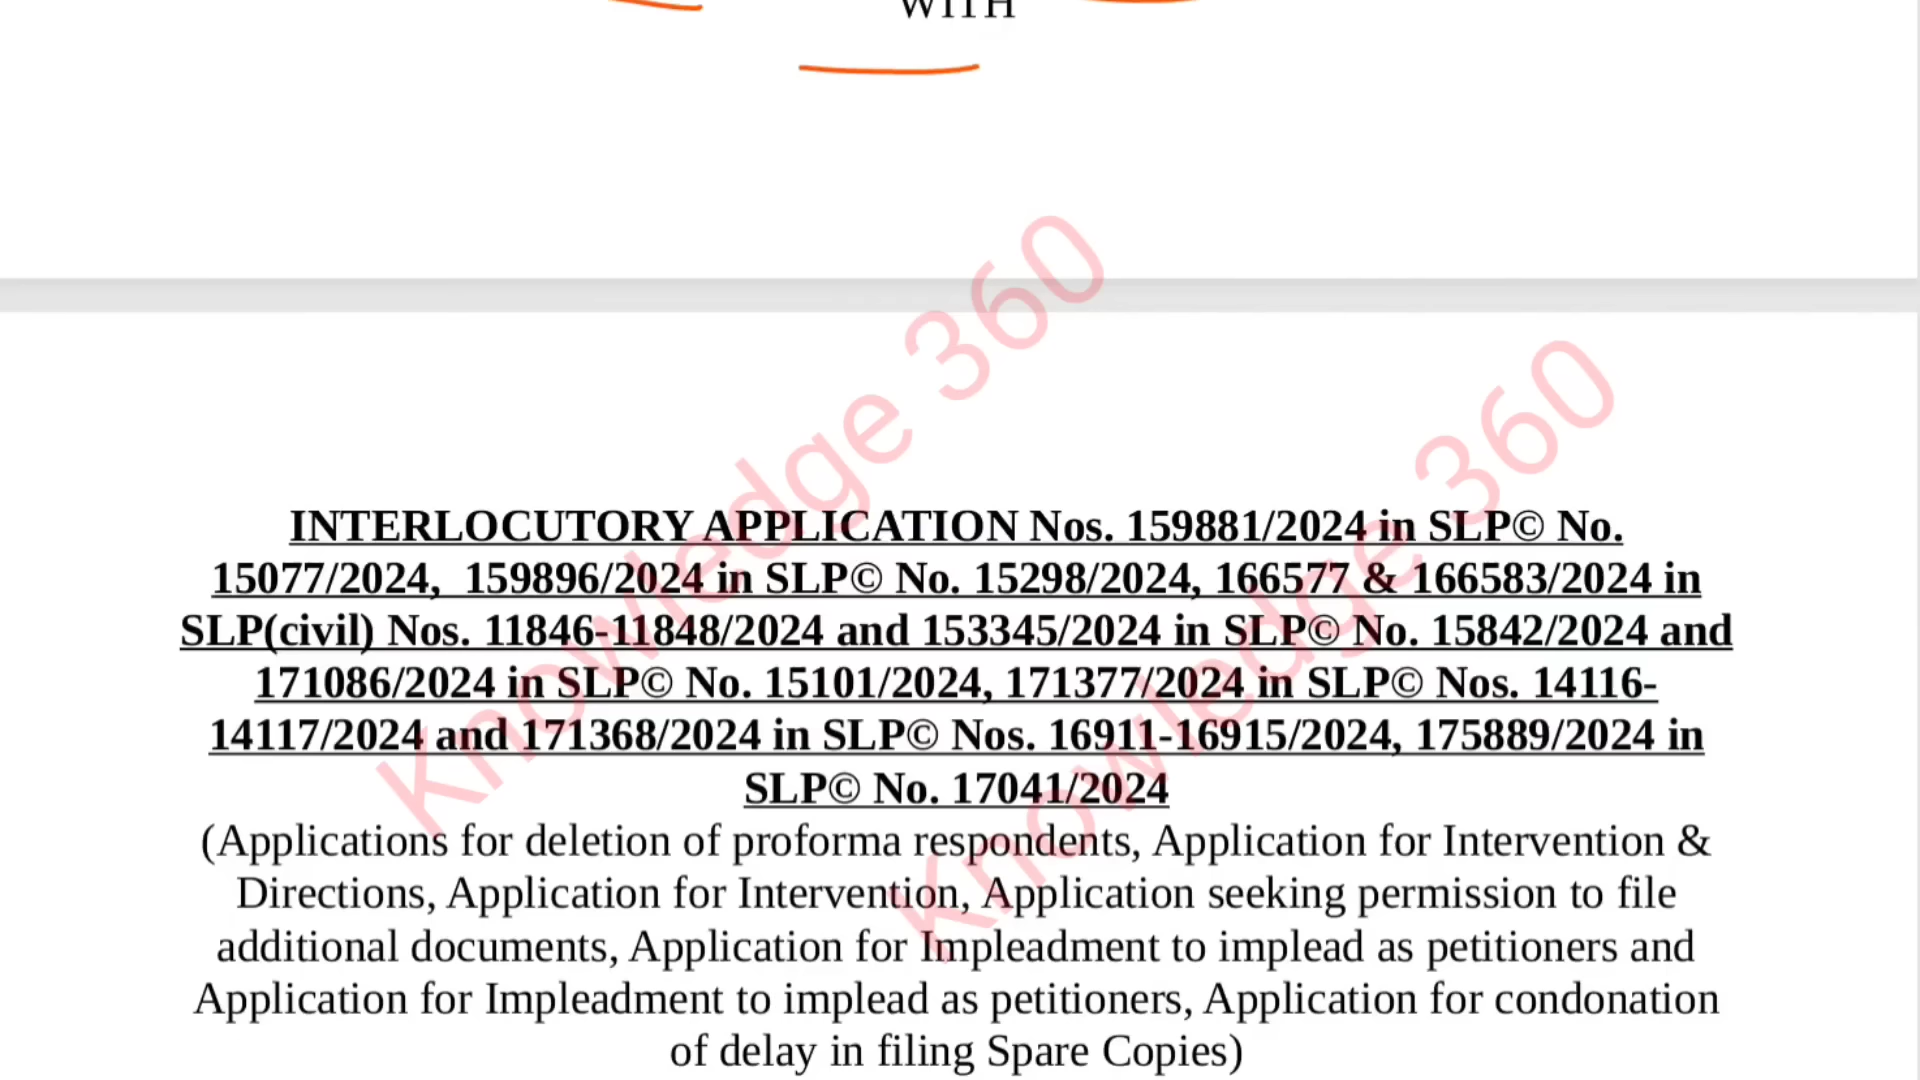 WITH
INTERLOCUTORY APPLICATION Nos. 159881/2024 in SLP© No.
15077/2024, 159896/2024 in SLP© No. 15298/2024, 166577 & 166583/2024 in
SLP(civil) Nos. 11846-11848/2024 and 153345/2024 in SLP© No. 15842/2024 and
171086/2024 in SLP© No. 15101/2024, 171377/2024 in SLP© Nos. 14116-
14117/2024 and 171368/2024 in SLP© Nos. 16911-16915/2024, 175889/2024 in
SLP© No. 17041/2024
(Applications for deletion of proforma respondents, Application for Intervention &
Directions, Application for Intervention, Application seeking permission to file
additional documents, Application for Impleadment to implead as petitioners and
Application for Impleadment to implead as petitioners, Application for condonation
of delay in filing Spare Copies)
Knowledge 360
Knowledge 360